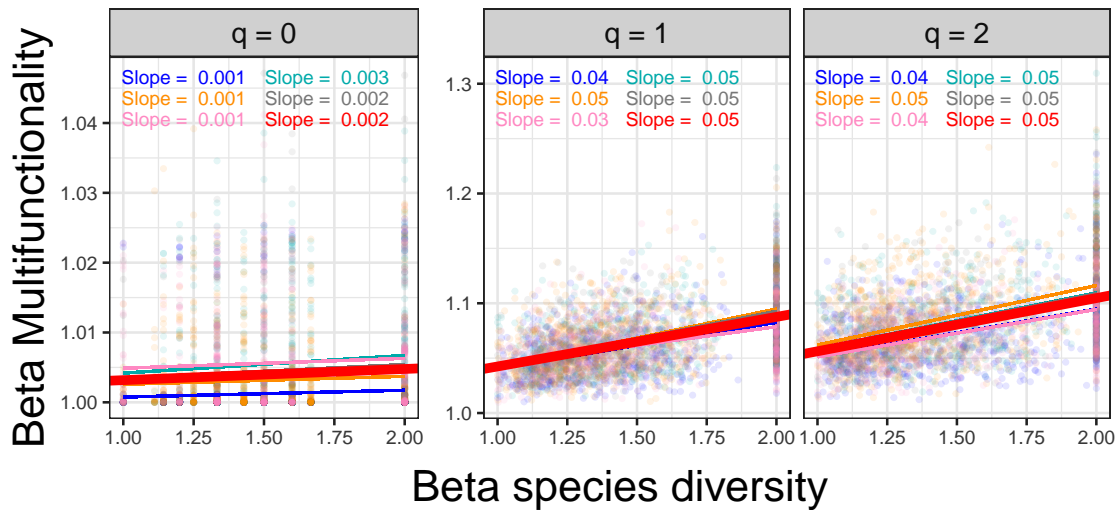 q = 0
q = 1
q = 2
Beta Multifunctionality
Slope = 0.001 Slope = 0.003
Slope = 0.001 Slope = 0.002
Slope = 0.001 Slope = 0.002
1.04
1.03
1.02
1.01
1.00
1.00 1.25 1.50 1.75 2.00
Slope = 0.04 Slope = 0.05
Slope = 0.05 Slope = 0.05
Slope = 0.03 Slope = 0.05
1.3
1.2
1.1
1.0
1.00 1.25 1.50 1.75 2.00
Slope = 0.04 Slope = 0.05
Slope = 0.05 Slope = 0.05
Slope = 0.04 Slope = 0.05
1.00 1.25 1.50 1.75 2.00
Beta species diversity